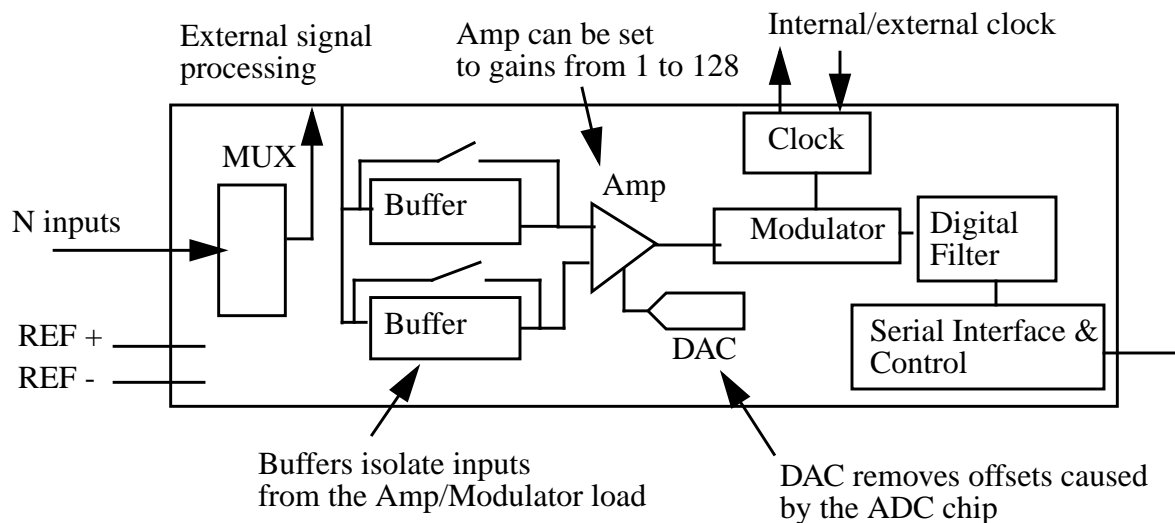 External signal
processing
Amp can be set
to gains from 1 to 128
Internal/external clock
MUX
Clock
Amp
N inputs
Buffer
Modulator
Digital
Filter
Buffer
REF +
REF -
DAC
Serial Interface &
Control
Buffers isolate inputs
from the Amp/Modulator load
DAC removes offsets caused
by the ADC chip